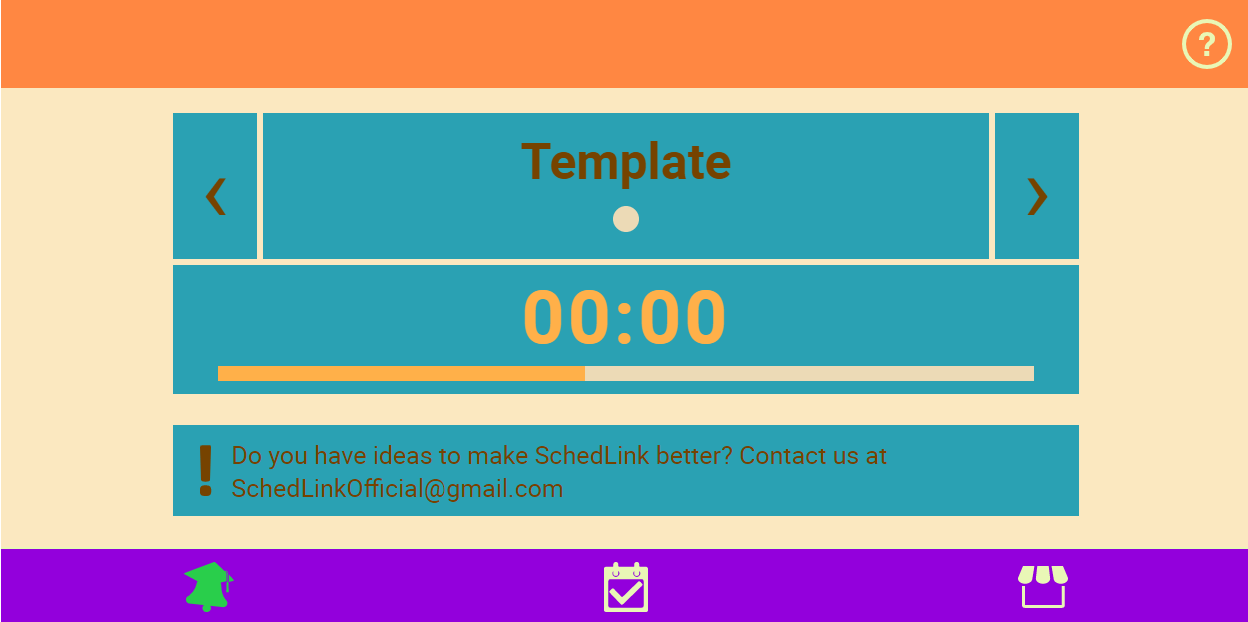 ?
‹ Template ›
00:00
! Do you have ideas to make SchedLink better? Contact us at
SchedLinkOfficial@gmail.com